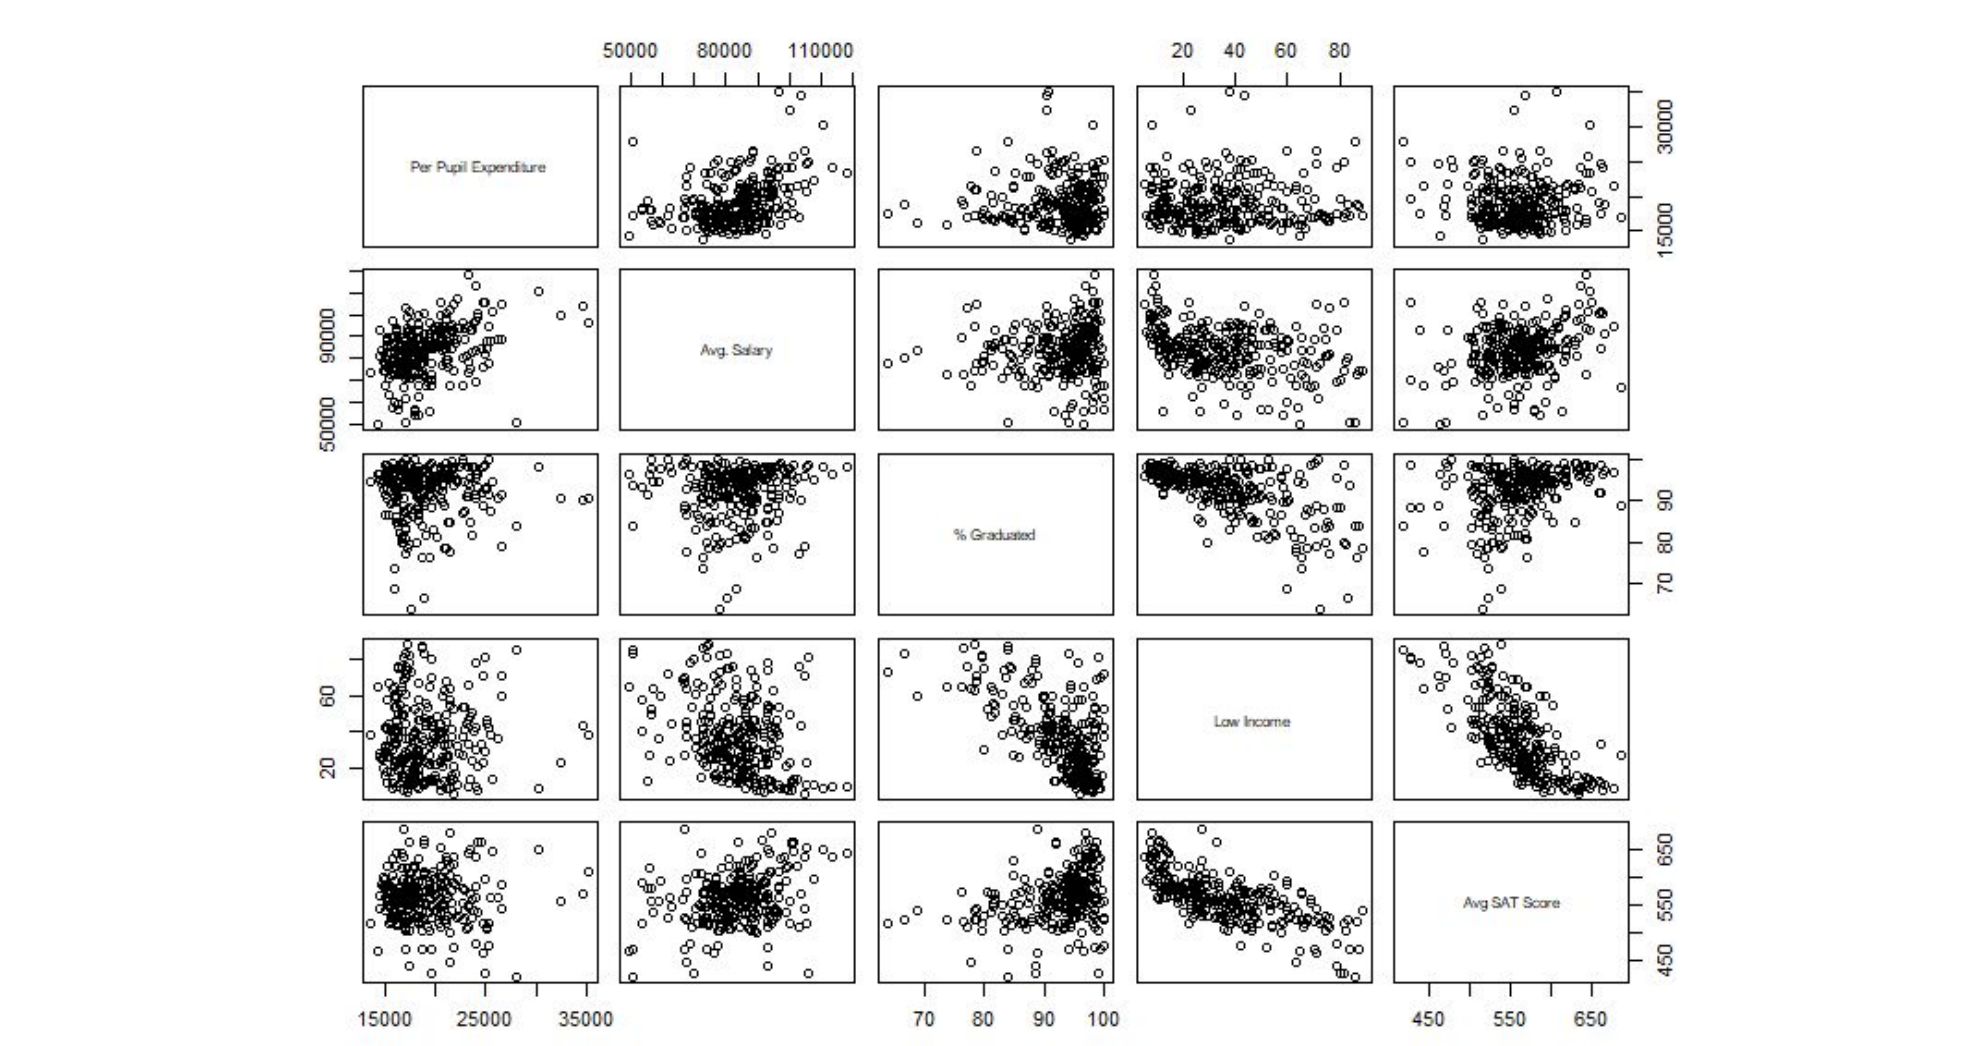 50000 80000 110000 20 40 60 80
Per Pupil Expenditure
15000 30000
50000 90000
Avg. Salary
% Graduated
70 80 90
20 60
Low Income
Avg SAT Score
450 550 650
15000 25000 35000 70 80 90 100 450 550 650